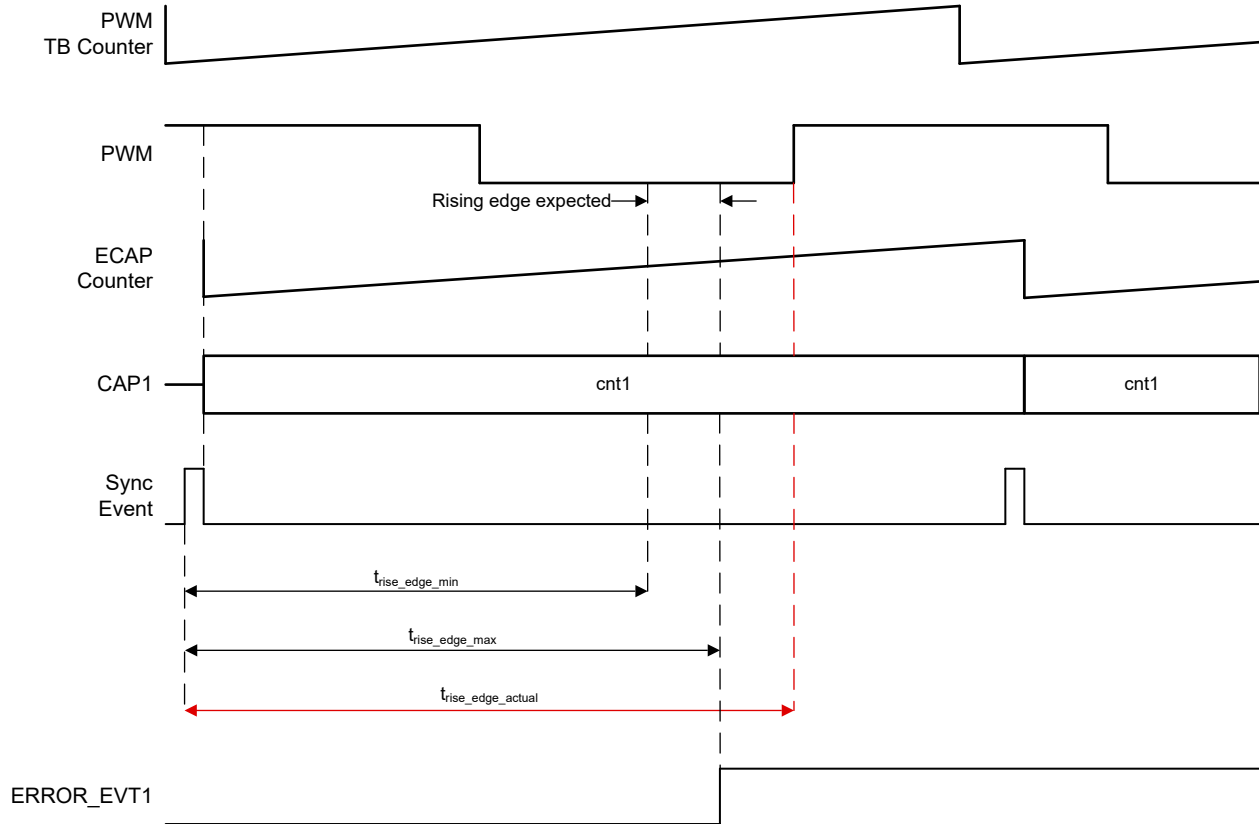 PWM
TB Counter
PWM
Rising edge expected
ECAP
Counter
CAP1
cnt1
cnt1
Sync
Event
trise_edge_min
trise_edge_max
trise_edge_actual
ERROR_EVT1